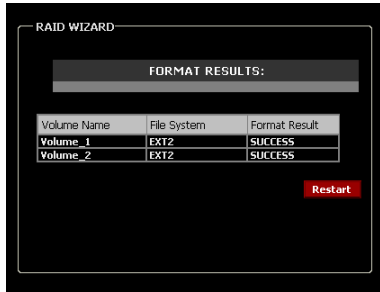 RAID WIZARD
FORMAT RESULTS:
Volume Name File System Format Result
Volume_1 EXT2 SUCCESS
Volume_2 EXT2 SUCCESS
Restart